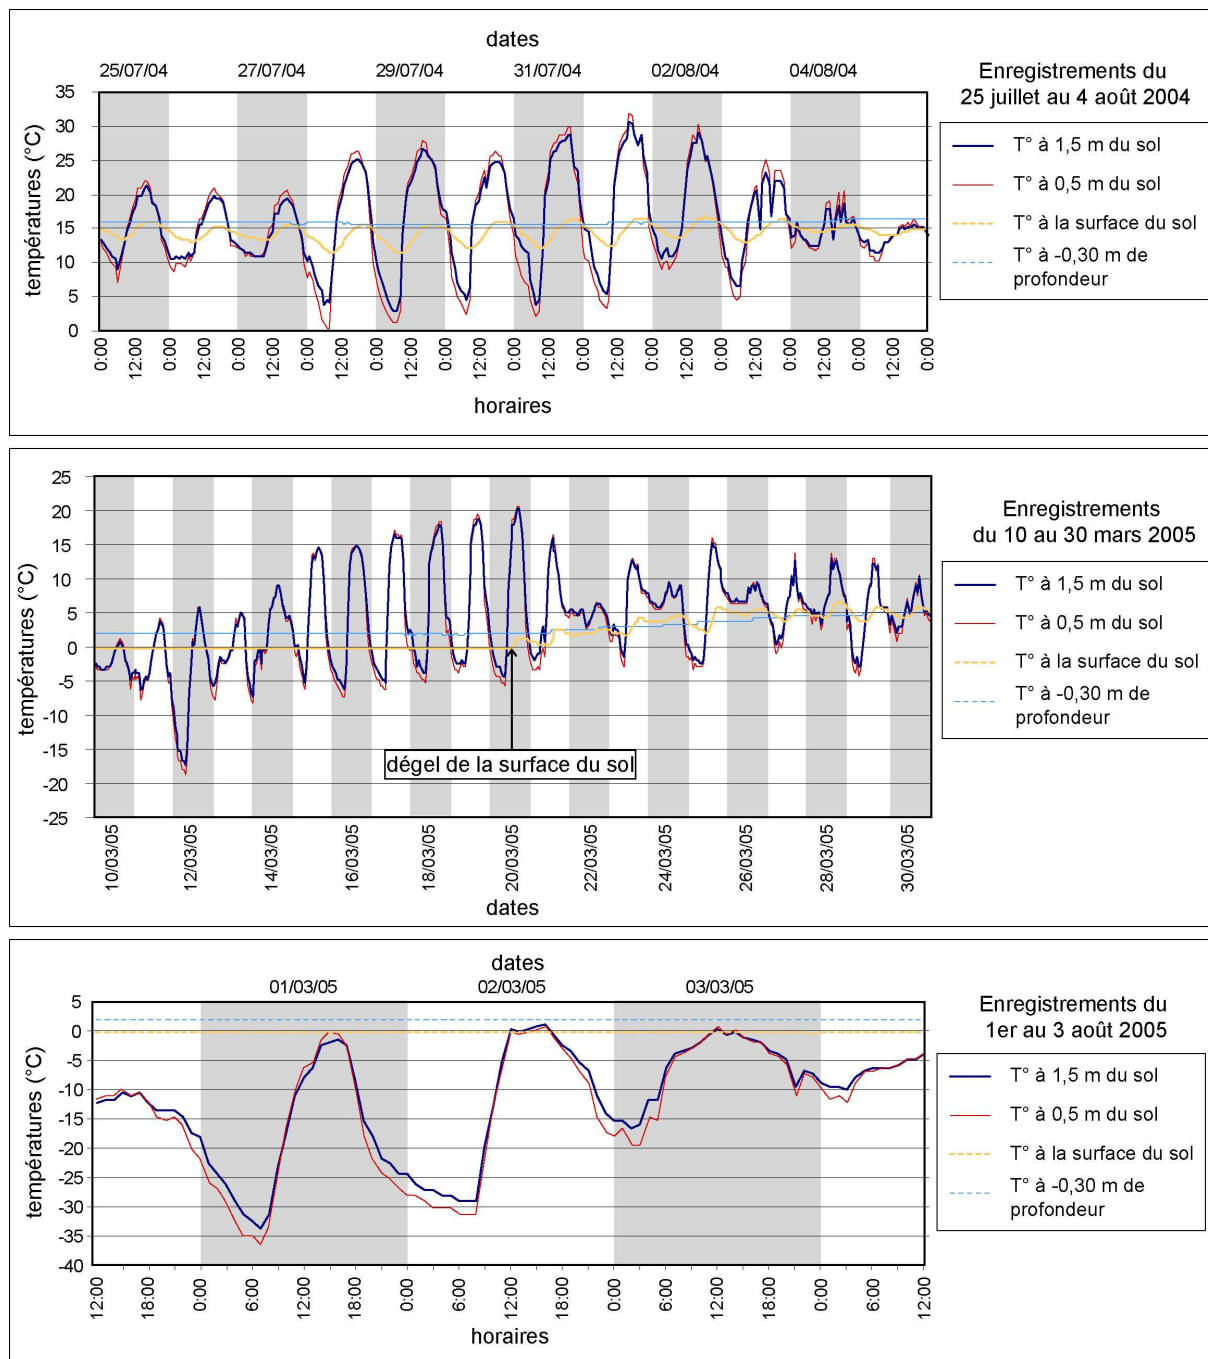 dates
25/07/04 27/07/04 29/07/04 31/07/04 02/08/04 04/08/04
35
30
25
20
15
10
5
0
températures (°C)
0:00 12:00 0:00 12:00 0:00 12:00 0:00 12:00 0:00 12:00 0:00 12:00 0:00 12:00 0:00 12:00 0:00 12:00 0:00 12:00 0:00 12:00 0:00 12:00 0:00
horaires
Enregistrements du
25 juillet au 4 août 2004
T° à 1,5 m du sol
T° à 0,5 m du sol
T° à la surface du sol
T° à -0,30 m de
profondeur
25
20
15
10
5
0
-5
-10
-15
-20
-25
températures (°C)
dégel de la surface du sol
10/03/05 12/03/05 14/03/05 16/03/05 18/03/05 20/03/05 22/03/05 24/03/05 26/03/05 28/03/05 30/03/05
dates
Enregistrements
du 10 au 30 mars 2005
T° à 1,5 m du sol
T° à 0,5 m du sol
T° à la surface du sol
T° à -0,30 m de
profondeur
dates
01/03/05 02/03/05 03/03/05
5
0
-5
-10
-15
-20
-25
-30
-35
-40
températures (°C)
12:00 18:00 0:00 6:00 12:00 18:00 0:00 6:00 12:00 18:00 0:00 6:00 12:00 18:00 0:00 6:00 12:00
horaires
Enregistrements du
1er au 3 août 2005
T° à 1,5 m du sol
T° à 0,5 m du sol
T° à la surface du sol
T° à -0,30 m de
profondeur